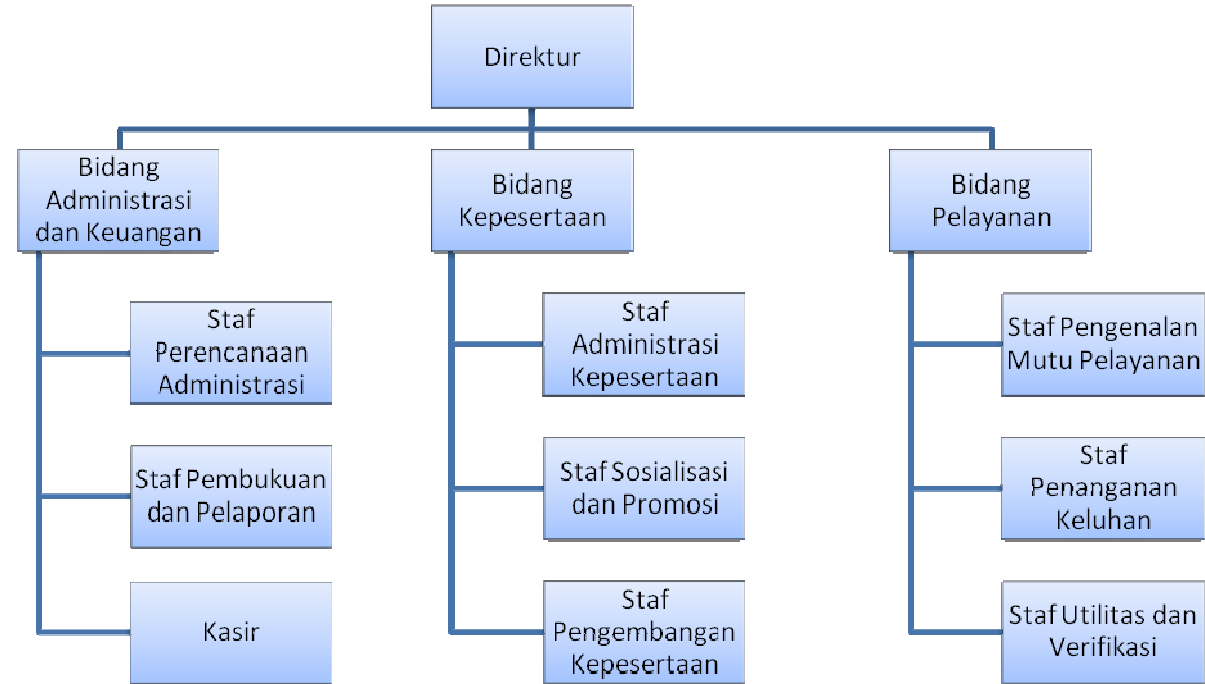 Direktur
Bidang
Administrasi
dan Keuangan
Bidang
Kepesertaan
Bidang
Pelayanan
Staf
Perencanaan
Administrasi
Staf Pembukuan
dan Pelaporan
Kasir
Staf
Administrasi
Kepesertaan
Staf Sosialisasi
dan Promosi
Staf
Pengembangan
Kepesertaan
Staf Pengenalan
Mutu Pelayanan
Staf
Penanganan
Keluhan
Staf Utilitas dan
Verifikasi